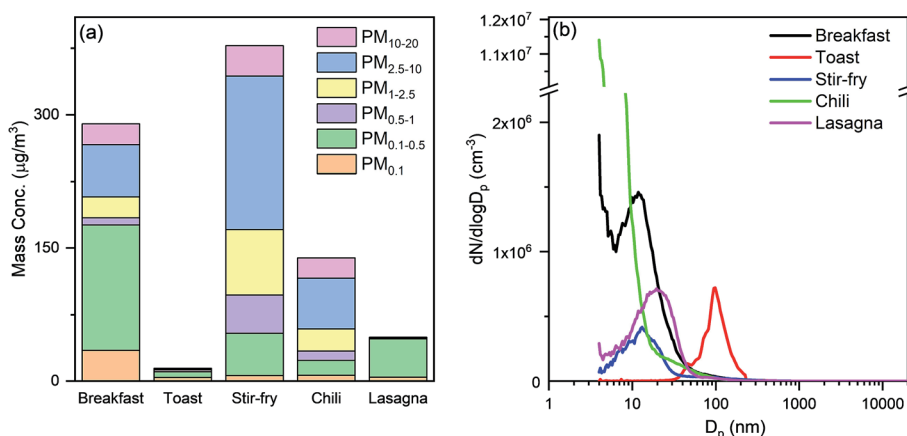 (a)
Mass Conc. (μg/m³)
300
150
0
PM₁₀₋₂₀
PM₂.₅₋₁₀
PM₁₋₂.₅
PM₀.₅₋₁
PM₀.₁₋₀.₅
PM₀.₁
Breakfast Toast Stir-fry Chili Lasagna
(b)
dN/dlogDₚ (cm⁻³)
1.2x10⁷
1.1x10⁷
2x10⁶
1x10⁶
0
Breakfast
Toast
Stir-fry
Chili
Lasagna
1 10 100 1000 10000
Dₚ (nm)